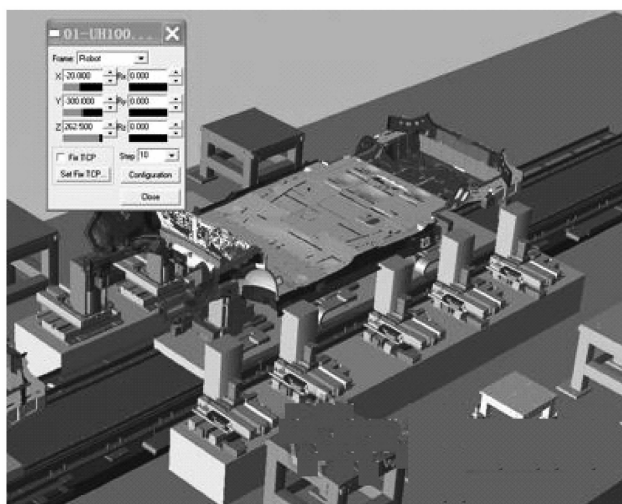 01-UH100...
Frame: Robot
X -20.000 Rx 0.000
Y -300.000 Ry 0.000
Z 262.500 Rz 0.000
Fix TCP Step 10
Set Fix TCP... Configuration
Close